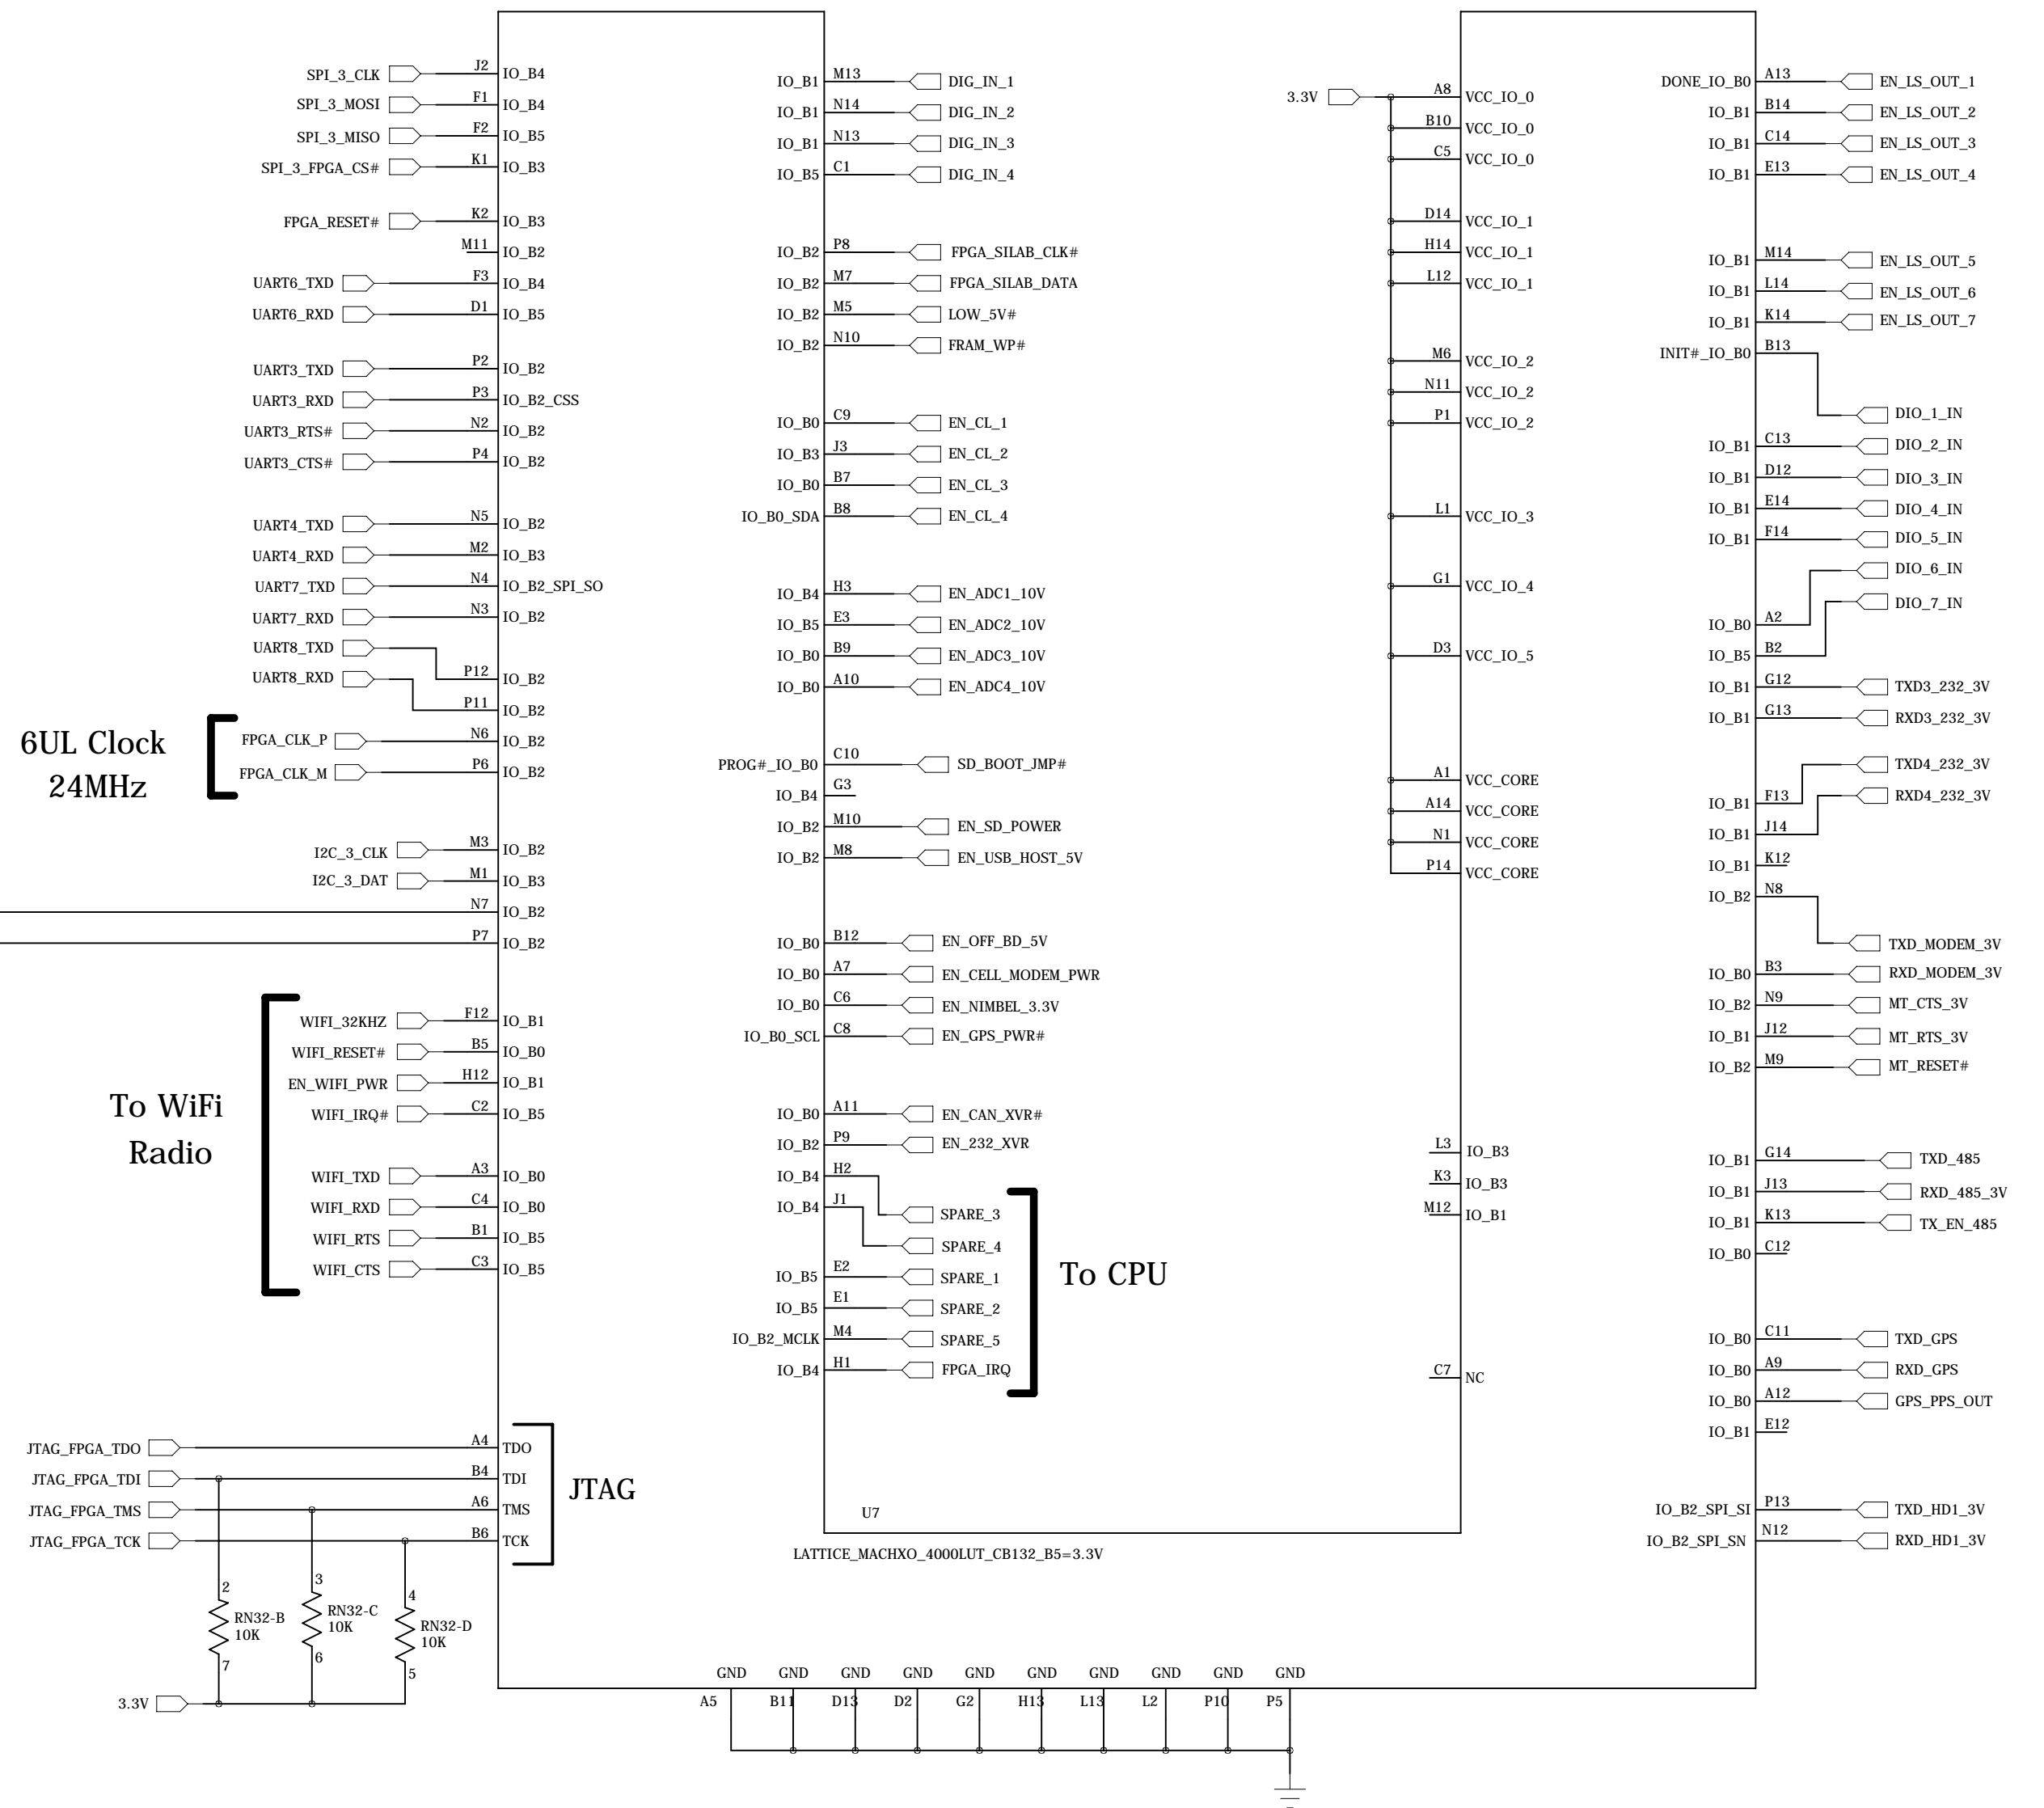 SPI_3_CLK J2 IO_B4
SPI_3_MOSI F1 IO_B4
SPI_3_MISO F2 IO_B5
SPI_3_FPGA_CS# K1 IO_B3
FPGA_RESET# K2 IO_B3
M11 IO_B2
UART6_TXD F3 IO_B4
UART6_RXD D1 IO_B5
UART3_TXD P2 IO_B2
UART3_RXD P3 IO_B2_CSS
UART3_RTS# N2 IO_B2
UART3_CTS# P4 IO_B2
UART4_TXD N5 IO_B2
UART4_RXD M2 IO_B3
UART7_TXD N4 IO_B2_SPI_SO
UART7_RXD N3 IO_B2
UART8_TXD P12 IO_B2
UART8_RXD P11 IO_B2
6UL Clock
24MHz
FPGA_CLK_P N6 IO_B2
FPGA_CLK_M P6 IO_B2
I2C_3_CLK M3 IO_B2
I2C_3_DAT M1 IO_B3
N7 IO_B2
P7 IO_B2
To WiFi
Radio
WIFI_32KHZ F12 IO_B1
WIFI_RESET# B5 IO_B0
EN_WIFI_PWR H12 IO_B1
WIFI_IRQ# C2 IO_B5
WIFI_TXD A3 IO_B0
WIFI_RXD C4 IO_B0
WIFI_RTS B1 IO_B5
WIFI_CTS C3 IO_B5
JTAG_FPGA_TDO A4 TDO
JTAG_FPGA_TDI B4 TDI
JTAG_FPGA_TMS A6 TMS
JTAG_FPGA_TCK B6 TCK
JTAG
2 RN32-B 10K 7
3 RN32-C 10K 6
4 RN32-D 10K 5
3.3V
IO_B1 M13 DIG_IN_1
IO_B1 N14 DIG_IN_2
IO_B1 N13 DIG_IN_3
IO_B5 C1 DIG_IN_4
IO_B2 P8 FPGA_SILAB_CLK#
IO_B2 M7 FPGA_SILAB_DATA
IO_B2 M5 LOW_5V#
IO_B2 N10 FRAM_WP#
IO_B0 C9 EN_CL_1
IO_B3 J3 EN_CL_2
IO_B0 B7 EN_CL_3
IO_B0_SDA B8 EN_CL_4
IO_B4 H3 EN_ADC1_10V
IO_B5 E3 EN_ADC2_10V
IO_B0 B9 EN_ADC3_10V
IO_B0 A10 EN_ADC4_10V
PROG#_IO_B0 C10 SD_BOOT_JMP#
IO_B4 G3
IO_B2 M10 EN_SD_POWER
IO_B2 M8 EN_USB_HOST_5V
IO_B0 B12 EN_OFF_BD_5V
IO_B0 A7 EN_CELL_MODEM_PWR
IO_B0 C6 EN_NIMBEL_3.3V
IO_B0_SCL C8 EN_GPS_PWR#
IO_B0 A11 EN_CAN_XVR#
IO_B2 P9 EN_232_XVR
IO_B4 H2 SPARE_3
IO_B4 J1 SPARE_4
IO_B5 E2 SPARE_1
IO_B5 E1 SPARE_2
IO_B2_MCLK M4 SPARE_5
IO_B4 H1 FPGA_IRQ
To CPU
U7
LATTICE_MACHXO_4000LUT_CB132_B5=3.3V
3.3V A8 VCC_IO_0
B10 VCC_IO_0
C5 VCC_IO_0
D14 VCC_IO_1
H14 VCC_IO_1
L12 VCC_IO_1
M6 VCC_IO_2
N11 VCC_IO_2
P1 VCC_IO_2
L1 VCC_IO_3
G1 VCC_IO_4
D3 VCC_IO_5
A1 VCC_CORE
A14 VCC_CORE
N1 VCC_CORE
P14 VCC_CORE
L3 IO_B3
K3 IO_B3
M12 IO_B1
C7 NC
DONE_IO_B0 A13 EN_LS_OUT_1
IO_B1 B14 EN_LS_OUT_2
IO_B1 C14 EN_LS_OUT_3
IO_B1 E13 EN_LS_OUT_4
IO_B1 M14 EN_LS_OUT_5
IO_B1 L14 EN_LS_OUT_6
IO_B1 K14 EN_LS_OUT_7
INIT#_IO_B0 B13 DIO_1_IN
IO_B1 C13 DIO_2_IN
IO_B1 D12 DIO_3_IN
IO_B1 E14 DIO_4_IN
IO_B1 F14 DIO_5_IN
IO_B0 A2 DIO_6_IN
IO_B5 B2 DIO_7_IN
IO_B1 G12 TXD3_232_3V
IO_B1 G13 RXD3_232_3V
IO_B1 F13 TXD4_232_3V
IO_B1 J14 RXD4_232_3V
IO_B1 K12
IO_B2 N8 TXD_MODEM_3V
IO_B0 B3 RXD_MODEM_3V
IO_B2 N9 MT_CTS_3V
IO_B1 J12 MT_RTS_3V
IO_B2 M9 MT_RESET#
IO_B1 G14 TXD_485
IO_B1 J13 RXD_485_3V
IO_B1 K13 TX_EN_485
IO_B0 C12
IO_B0 C11 TXD_GPS
IO_B0 A9 RXD_GPS
IO_B0 A12 GPS_PPS_OUT
IO_B1 E12
IO_B2_SPI_SI P13 TXD_HD1_3V
IO_B2_SPI_SN N12 RXD_HD1_3V
GND GND GND GND GND GND GND GND GND GND
A5 B11 D13 D2 G2 H13 L13 L2 P10 P5